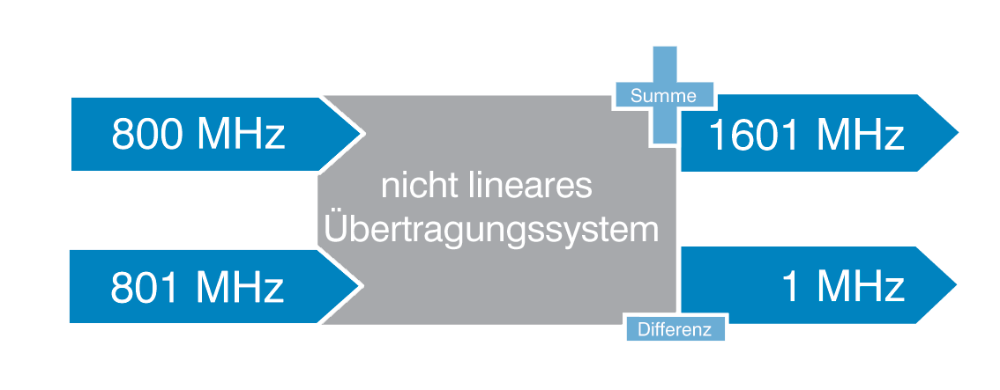 800 MHz
801 MHz
nicht lineares
Übertragungssystem
Summe
1601 MHz
1 MHz
Differenz